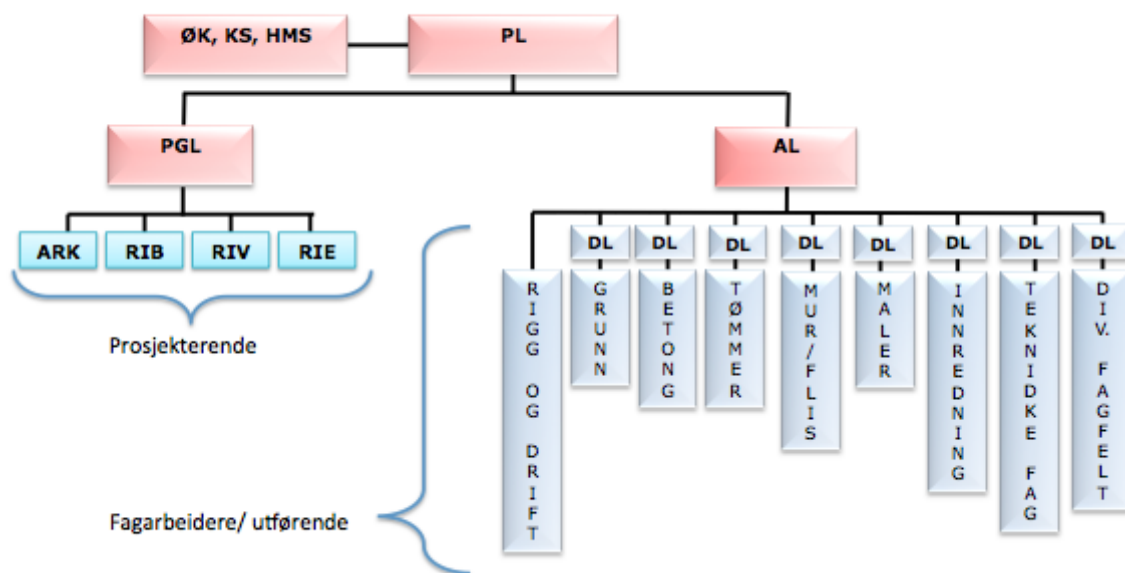 ØK, KS, HMS
PL
PGL
AL
ARK
RIB
RIV
RIE
DL
DL
DL
DL
DL
DL
DL
DL
RIGG OG DRIFT
GRUNN
BETONG
TØMMER
MUR/FLIS
MALER
INNREDNING
TEKNIDKE FAG
DIV. FAGFELT
Prosjekterende
Fagarbeidere/ utførende